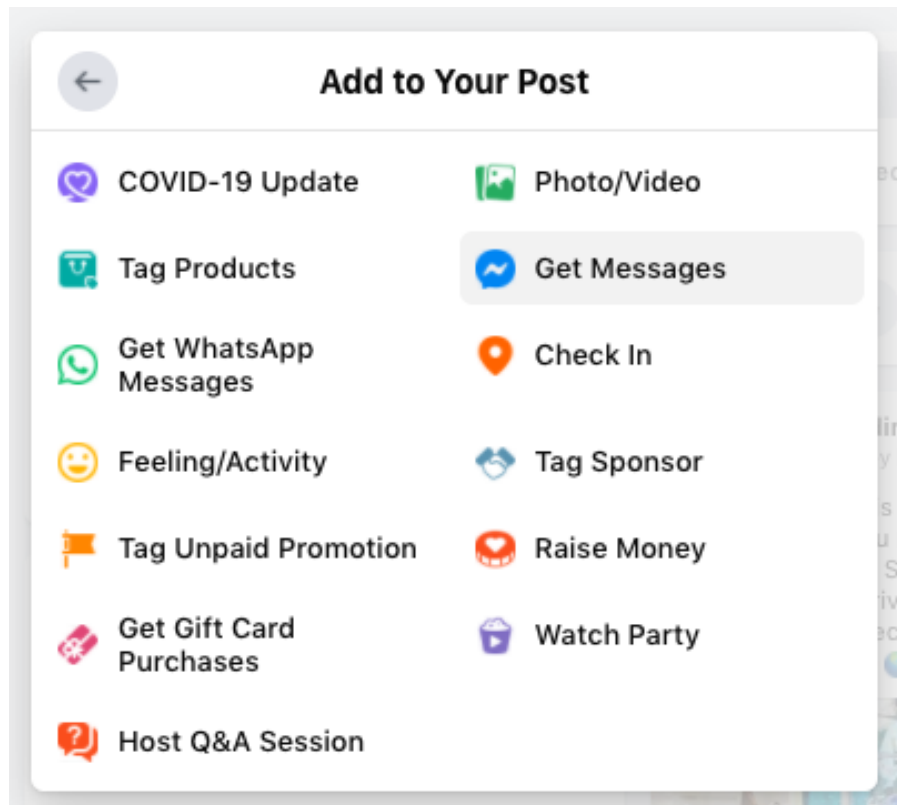 Add to Your Post
COVID-19 Update
Photo/Video
Tag Products
Get Messages
Get WhatsApp
Messages
Check In
Feeling/Activity
Tag Sponsor
Tag Unpaid Promotion
Raise Money
Get Gift Card
Purchases
Watch Party
Host Q&A Session